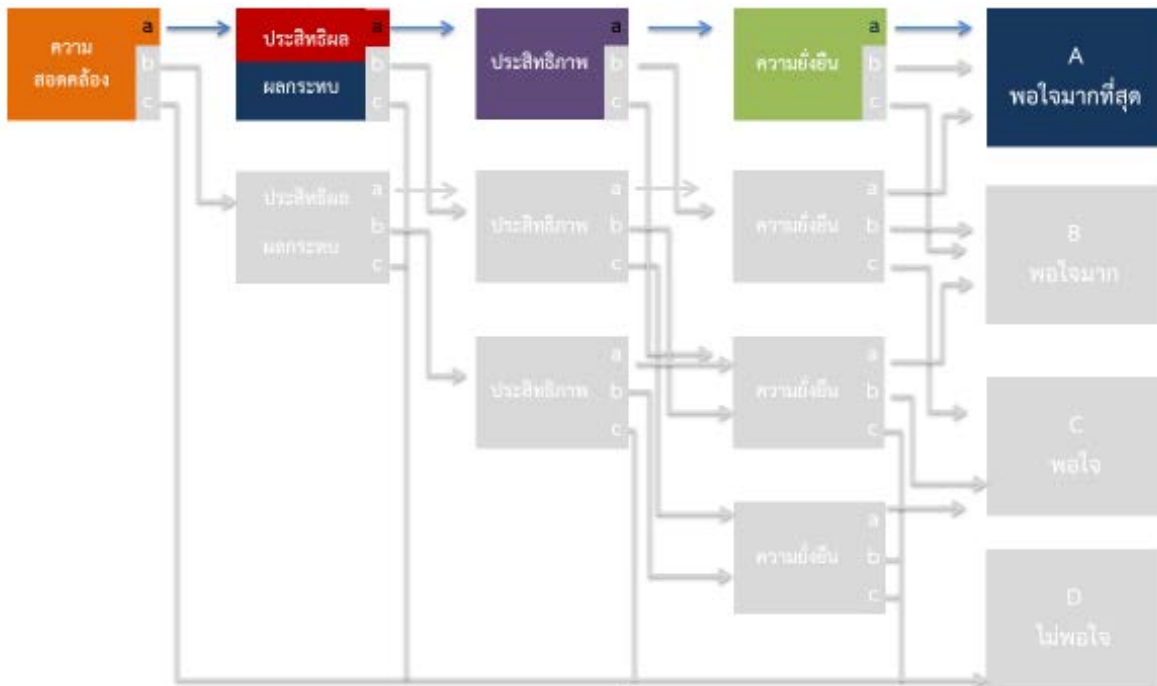 ความ
สอดคล้อง
a
b
c
ประสิทธิผล
ผลกระทบ
a
b
c
ประสิทธิภาพ
a
b
c
ความยั่งยืน
a
b
c
A
พอใจมากที่สุด
ประสิทธิผล
ผลกระทบ
a
b
c
ประสิทธิภาพ
a
b
c
ความยั่งยืน
a
b
c
B
พอใจมาก
ประสิทธิภาพ
a
b
c
ความยั่งยืน
a
b
c
C
พอใจ
ความยั่งยืน
a
b
c
D
ไม่พอใจ